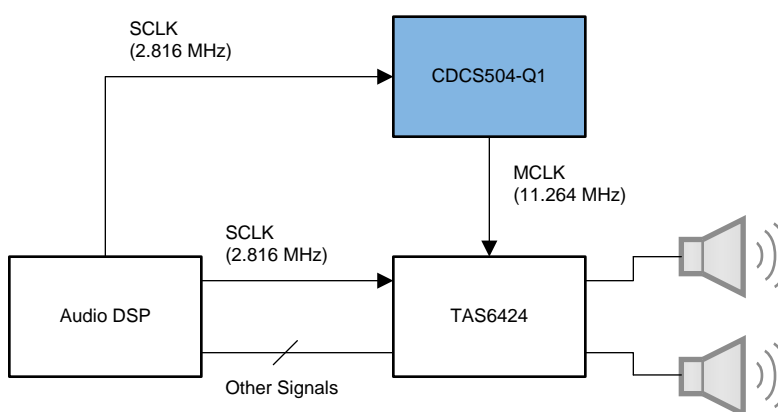 SCLK
(2.816 MHz)
CDCS504-Q1
MCLK
(11.264 MHz)
SCLK
(2.816 MHz)
Audio DSP
TAS6424
Other Signals